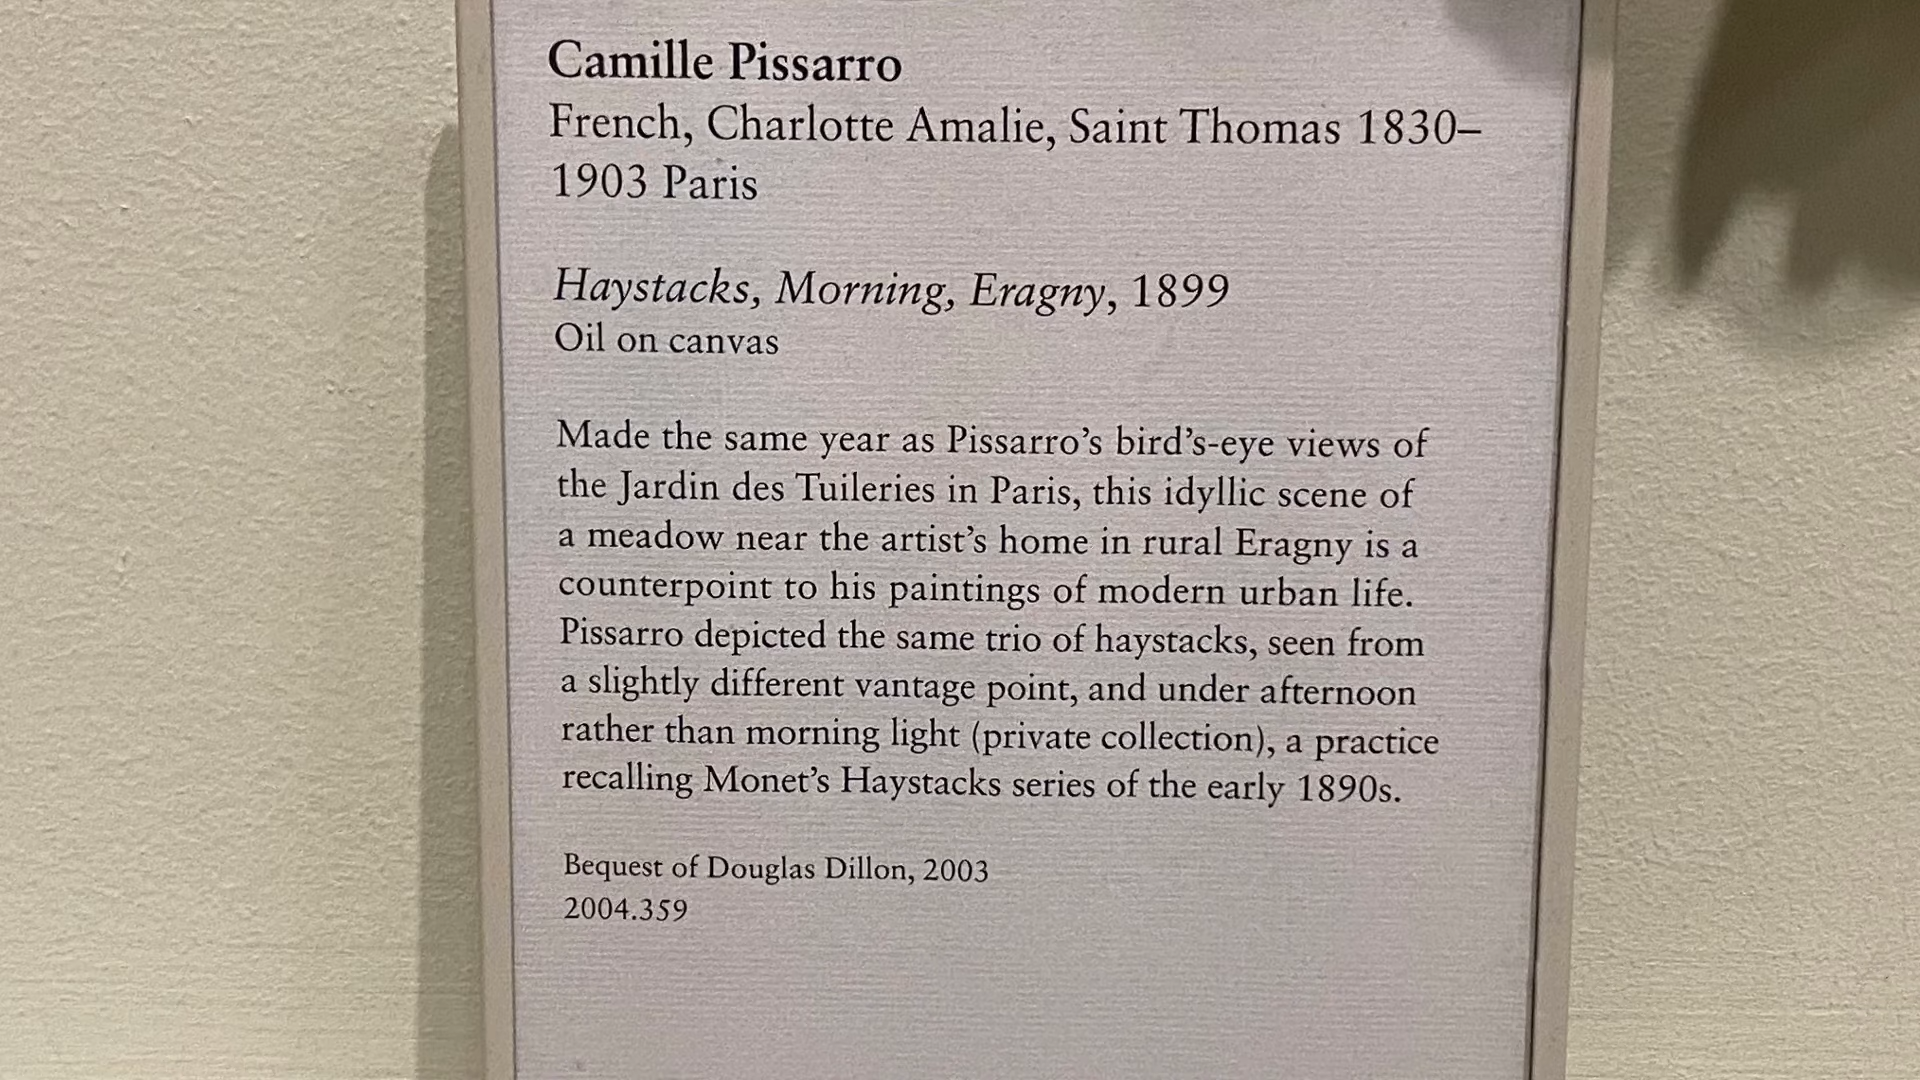 Camille Pissarro
French, Charlotte Amalie, Saint Thomas 1830–
1903 Paris
Haystacks, Morning, Eragny, 1899
Oil on canvas
Made the same year as Pissarro’s bird’s-eye views of
the Jardin des Tuileries in Paris, this idyllic scene of
a meadow near the artist’s home in rural Eragny is a
counterpoint to his paintings of modern urban life.
Pissarro depicted the same trio of haystacks, seen from
a slightly different vantage point, and under afternoon
rather than morning light (private collection), a practice
recalling Monet’s Haystacks series of the early 1890s.
Bequest of Douglas Dillon, 2003
2004.359